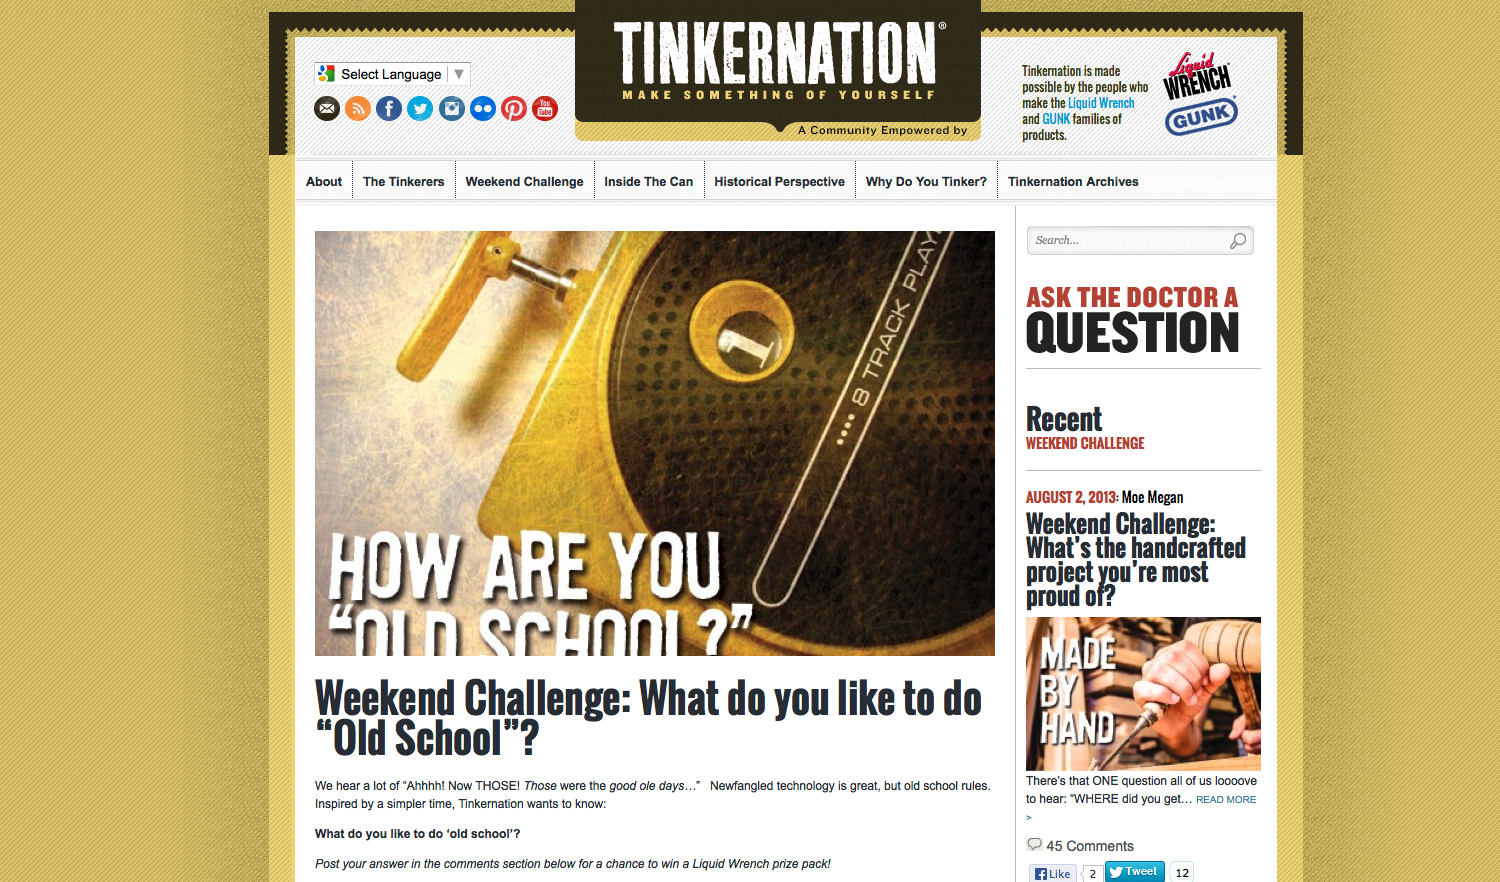 TINKERNATION®
MAKE SOMETHING OF YOURSELF
A Community Empowered by
Select Language ▼
You
Tube
Tinkernation is made
possible by the people who
make the Liquid Wrench
and GUNK families of
products.
Liquid
WRENCH
GUNK
About
The Tinkerers
Weekend Challenge
Inside The Can
Historical Perspective
Why Do You Tinker?
Tinkernation Archives
1
8 TRACK PLAY
HOW ARE YOU
“OLD SCHOOL?”
Weekend Challenge: What do you like to do
“Old School”?
We hear a lot of “Ahhhh! Now THOSE! Those were the good ole days…” Newfangled technology is great, but old school rules.
Inspired by a simpler time, Tinkernation wants to know:
What do you like to do ‘old school’?
Post your answer in the comments section below for a chance to win a Liquid Wrench prize pack!
Search...
ASK THE DOCTOR A
QUESTION
Recent
WEEKEND CHALLENGE
AUGUST 2, 2013: Moe Megan
Weekend Challenge:
What’s the handcrafted
project you’re most
proud of?
MADE
BY
HAND
There’s that ONE question all of us loooove
to hear: “WHERE did you get… READ MORE
>
45 Comments
Like 2 Tweet 12